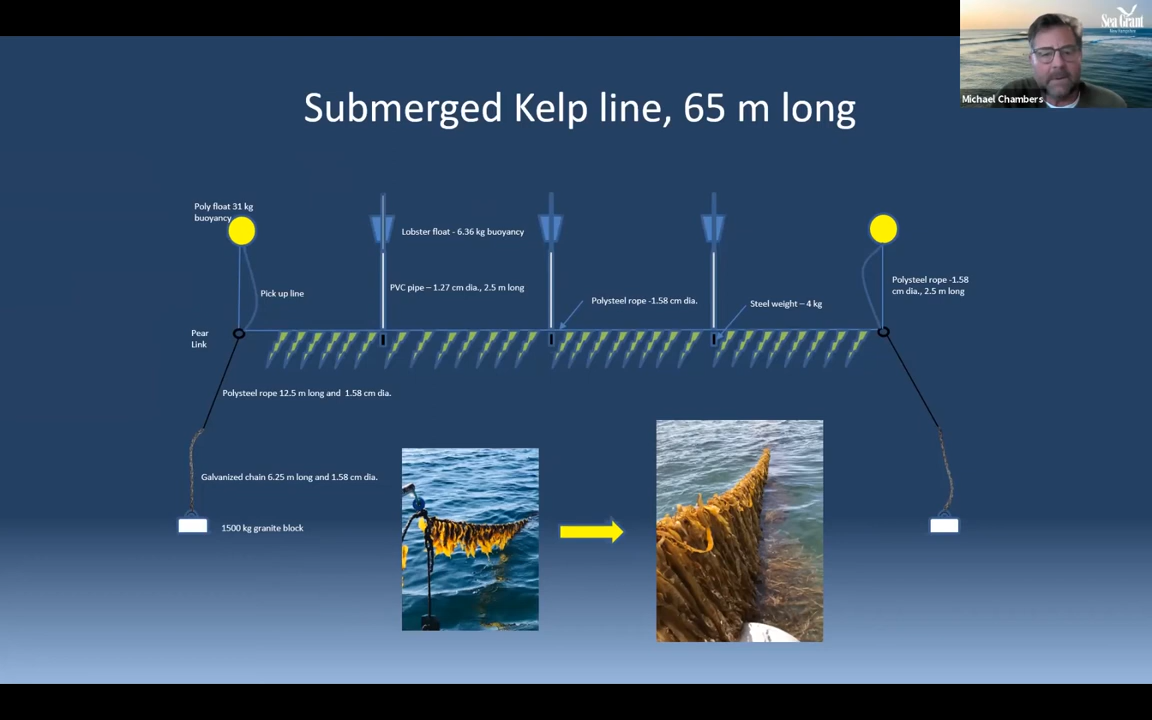 Sea Grant
New Hampshire
Michael Chambers
Submerged Kelp line, 65 m long
Poly float 31 kg
buoyancy
Lobster float - 6.36 kg buoyancy
PVC pipe – 1.27 cm dia., 2.5 m long
Pick up line
Polysteel rope -1.58 cm dia.
Steel weight – 4 kg
Polysteel rope -1.58
cm dia., 2.5 m long
Pear
Link
Polysteel rope 12.5 m long and 1.58 cm dia.
Galvanized chain 6.25 m long and 1.58 cm dia.
1500 kg granite block